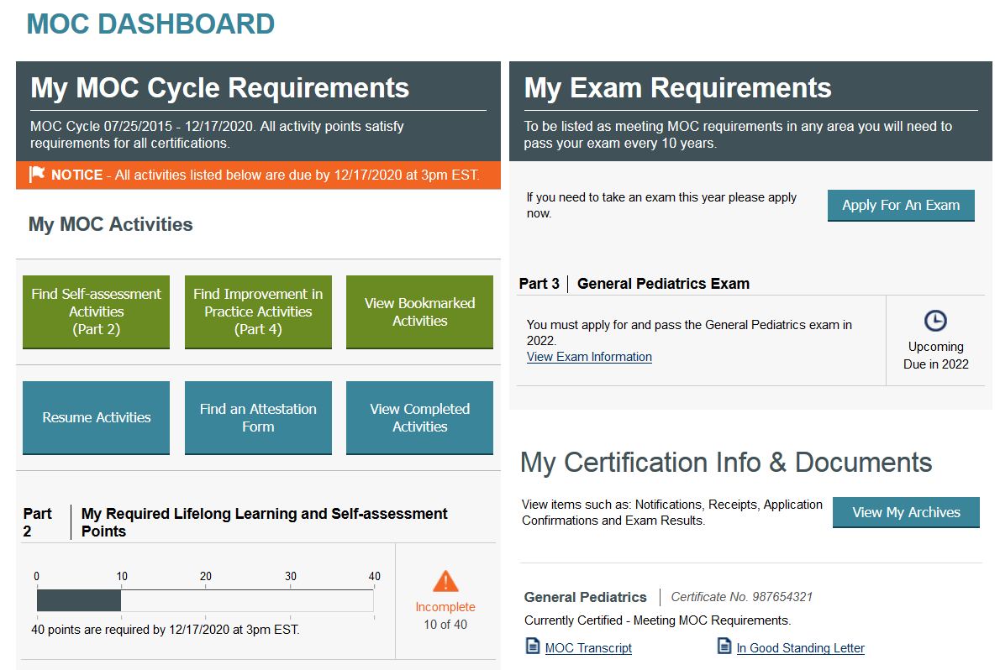 MOC DASHBOARD
My MOC Cycle Requirements
MOC Cycle 07/25/2015 - 12/17/2020. All activity points satisfy
requirements for all certifications.
NOTICE - All activities listed below are due by 12/17/2020 at 3pm EST.
My MOC Activities
Find Self-assessment
Activities
(Part 2)
Find Improvement in
Practice Activities
(Part 4)
View Bookmarked
Activities
Resume Activities
Find an Attestation
Form
View Completed
Activities
Part
2
My Required Lifelong Learning and Self-assessment
Points
0 10 20 30 40
40 points are required by 12/17/2020 at 3pm EST.
Incomplete
10 of 40
My Exam Requirements
To be listed as meeting MOC requirements in any area you will need to
pass your exam every 10 years.
If you need to take an exam this year please apply
now.
Apply For An Exam
Part 3
General Pediatrics Exam
You must apply for and pass the General Pediatrics exam in
2022.
View Exam Information
Upcoming
Due in 2022
My Certification Info & Documents
View items such as: Notifications, Receipts, Application
Confirmations and Exam Results.
View My Archives
General Pediatrics
Certificate No. 987654321
Currently Certified - Meeting MOC Requirements.
MOC Transcript
In Good Standing Letter